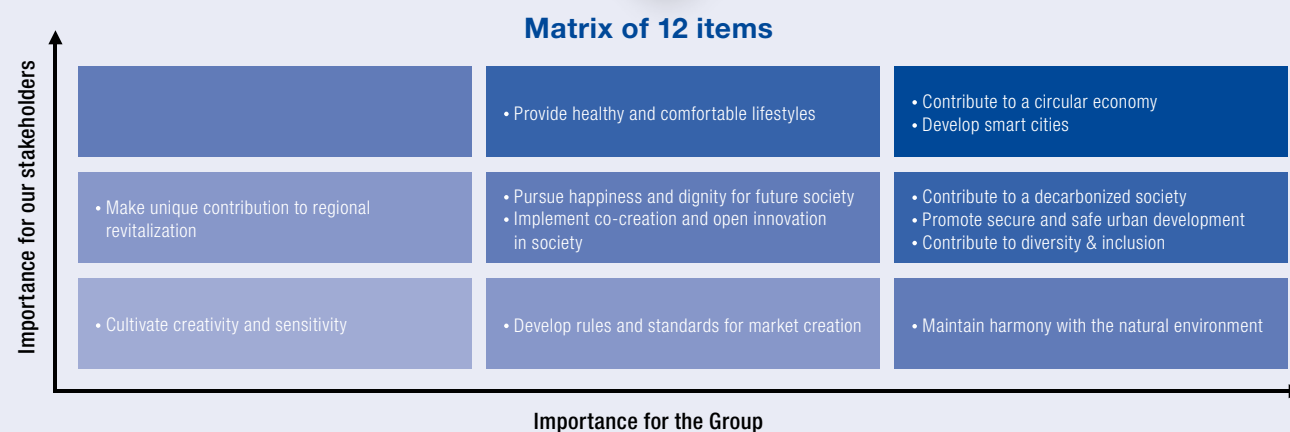 Matrix of 12 items
Importance for our stakeholders
• Provide healthy and comfortable lifestyles
• Contribute to a circular economy
• Develop smart cities
• Make unique contribution to regional
revitalization
• Pursue happiness and dignity for future society
• Implement co-creation and open innovation
in society
• Contribute to a decarbonized society
• Promote secure and safe urban development
• Contribute to diversity & inclusion
• Cultivate creativity and sensitivity
• Develop rules and standards for market creation
• Maintain harmony with the natural environment
Importance for the Group